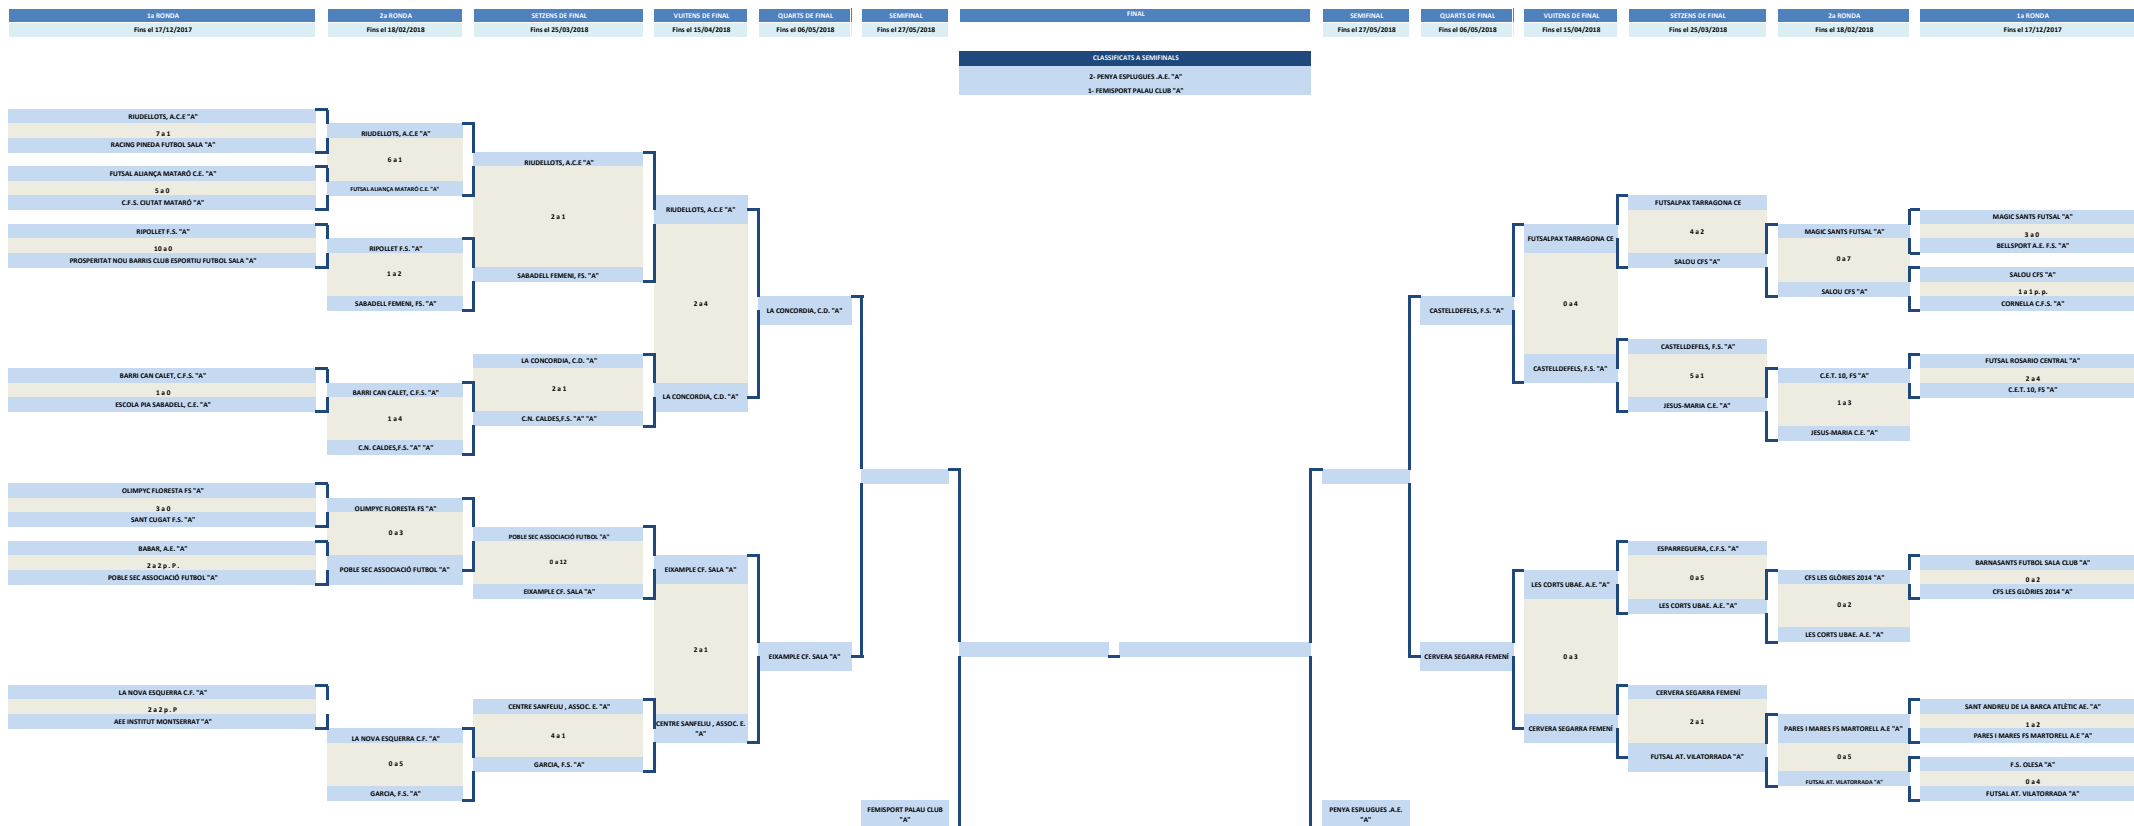 1a RONDA
2a RONDA
SETZENS DE FINAL
VUITENS DE FINAL
QUARTS DE FINAL
SEMIFINAL
FINAL
SEMIFINAL
QUARTS DE FINAL
VUITENS DE FINAL
SETZENS DE FINAL
2a RONDA
1a RONDA
Fins el 17/12/2017
Fins el 18/02/2018
Fins el 25/03/2018
Fins el 15/04/2018
Fins el 06/05/2018
Fins el 27/05/2018
Fins el 27/05/2018
Fins el 06/05/2018
Fins el 15/04/2018
Fins el 25/03/2018
Fins el 18/02/2018
Fins el 17/12/2017
CLASSIFICATS A SEMIFINALS
2- PENYA ESPLUGUES .A.E. "A"
1- FEMISPORT PALAU CLUB "A"
RIUDELLOTS, A.C.E "A"
7 a 1
RACING PINEDA FUTBOL SALA "A"
FUTSAL ALIANÇA MATARÓ C.E. "A"
5 a 0
C.F.S. CIUTAT MATARÓ "A"
RIPOLLET F.S. "A"
10 a 0
PROSPERITAT NOU BARRIS CLUB ESPORTIU FUTBOL SALA "A"
BARRI CAN CALET, C.F.S. "A"
1 a 0
ESCOLA PIA SABADELL, C.E. "A"
OLIMPYC FLORESTA FS "A"
3 a 0
SANT CUGAT F.S. "A"
BABAR, A.E. "A"
2 a 2 p . P .
POBLE SEC ASSOCIACIÓ FUTBOL "A"
LA NOVA ESQUERRA C.F. "A"
2 a 2 p . P
AEE INSTITUT MONTSERRAT "A"
RIUDELLOTS, A.C.E "A"
6 a 1
FUTSAL ALIANÇA MATARÓ C.E. "A"
RIPOLLET F.S. "A"
1 a 2
SABADELL FEMENI, FS. "A"
BARRI CAN CALET, C.F.S. "A"
1 a 4
C.N. CALDES,F.S. "A" "A"
OLIMPYC FLORESTA FS "A"
0 a 3
POBLE SEC ASSOCIACIÓ FUTBOL "A"
LA NOVA ESQUERRA C.F. "A"
0 a 5
GARCIA, F.S. "A"
RIUDELLOTS, A.C.E "A"
2 a 1
SABADELL FEMENI, FS. "A"
LA CONCORDIA, C.D. "A"
2 a 1
C.N. CALDES,F.S. "A" "A"
POBLE SEC ASSOCIACIÓ FUTBOL "A"
0 a 12
EIXAMPLE CF. SALA "A"
CENTRE SANFELIU , ASSOC. E. "A"
4 a 1
GARCIA, F.S. "A"
RIUDELLOTS, A.C.E "A"
2 a 4
LA CONCORDIA, C.D. "A"
EIXAMPLE CF. SALA "A"
2 a 1
CENTRE SANFELIU , ASSOC. E.
"A"
LA CONCORDIA, C.D. "A"
EIXAMPLE CF. SALA "A"
FEMISPORT PALAU CLUB
"A"
PENYA ESPLUGUES .A.E.
"A"
CASTELLDEFELS, F.S. "A"
CERVERA SEGARRA FEMENÍ
FUTSALPAX TARRAGONA CE
0 a 4
CASTELLDEFELS, F.S. "A"
LES CORTS UBAE. A.E. "A"
0 a 3
CERVERA SEGARRA FEMENÍ
FUTSALPAX TARRAGONA CE
4 a 2
SALOU CFS "A"
CASTELLDEFELS, F.S. "A"
5 a 1
JESUS-MARIA C.E. "A"
ESPARREGUERA, C.F.S. "A"
0 a 5
LES CORTS UBAE. A.E. "A"
CERVERA SEGARRA FEMENÍ
2 a 1
FUTSAL AT. VILATORRADA "A"
MAGIC SANTS FUTSAL "A"
0 a 7
SALOU CFS "A"
C.E.T. 10, FS "A"
1 a 3
JESUS-MARIA C.E. "A"
CFS LES GLÒRIES 2014 "A"
0 a 2
LES CORTS UBAE. A.E. "A"
PARES I MARES FS MARTORELL A.E "A"
0 a 5
FUTSAL AT. VILATORRADA "A"
MAGIC SANTS FUTSAL "A"
3 a 0
BELLSPORT A.E. F.S. "A"
SALOU CFS "A"
1 a 1 p. p.
CORNELLA C.F.S. "A"
FUTSAL ROSARIO CENTRAL "A"
2 a 4
C.E.T. 10, FS "A"
BARNASANTS FUTBOL SALA CLUB "A"
0 a 2
CFS LES GLÒRIES 2014 "A"
SANT ANDREU DE LA BARCA ATLÈTIC AE. "A"
1 a 2
PARES I MARES FS MARTORELL A.E "A"
F.S. OLESA "A"
0 a 4
FUTSAL AT. VILATORRADA "A"